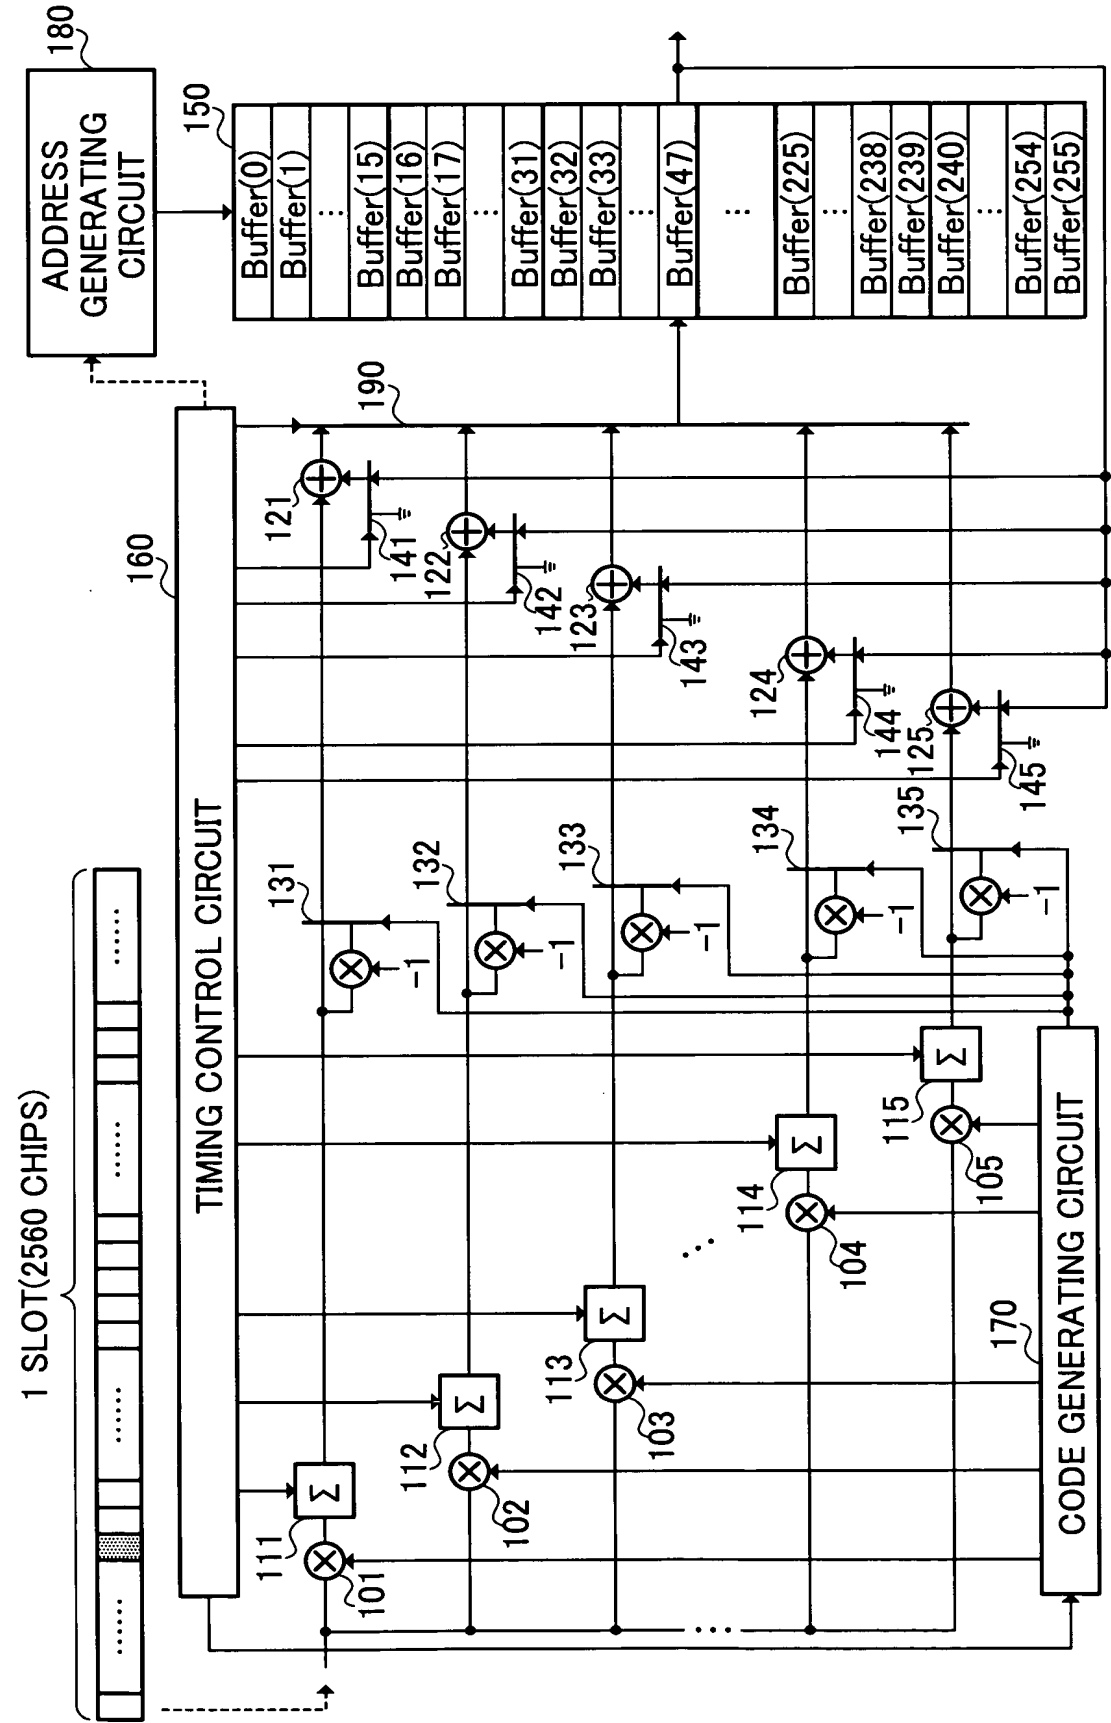 1 SLOT(2560 CHIPS)
......
......
......
......
160
TIMING CONTROL CIRCUIT
ADDRESS
GENERATING
CIRCUIT
180
150
Buffer(0)
Buffer(1)
...
Buffer(15)
Buffer(16)
Buffer(17)
...
Buffer(31)
Buffer(32)
Buffer(33)
...
Buffer(47)
...
Buffer(225)
...
Buffer(238)
Buffer(239)
Buffer(240)
...
Buffer(254)
Buffer(255)
190
101
111
Σ
131
-1
121
141
102
112
Σ
132
-1
122
142
103
113
Σ
133
-1
123
143
...
...
104
114
Σ
134
-1
124
144
105
115
Σ
135
-1
125
145
170
CODE GENERATING CIRCUIT